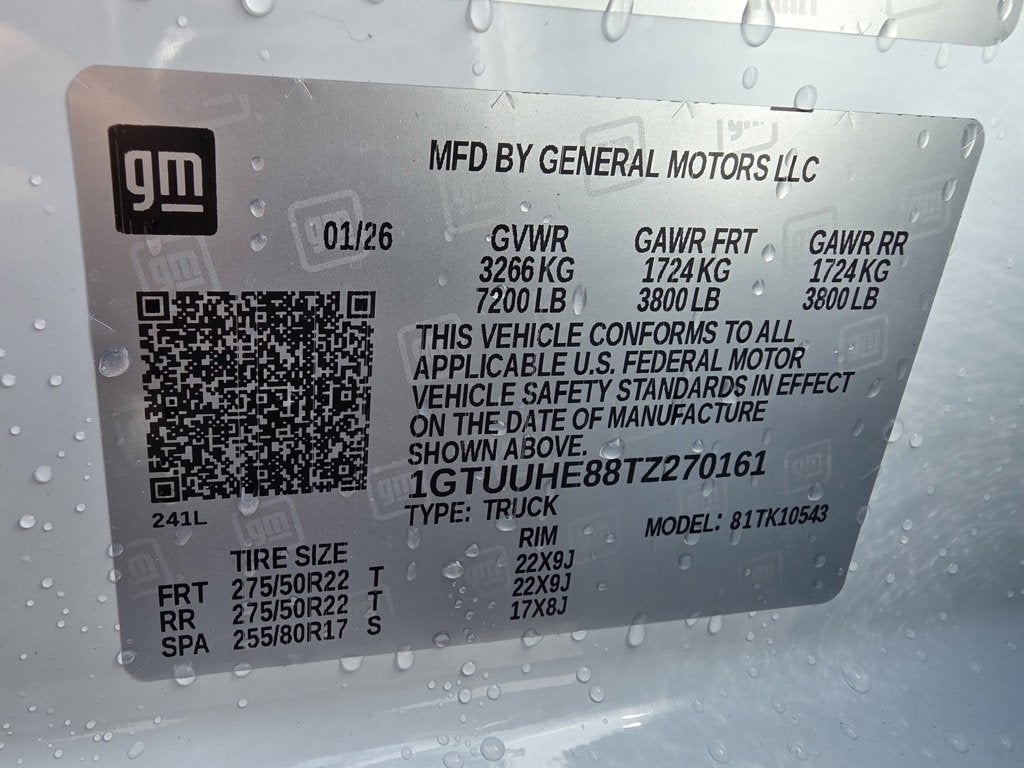 gm
MFD BY GENERAL MOTORS LLC
01/26
GVWR GAWR FRT GAWR RR
3266 KG 1724 KG 1724 KG
7200 LB 3800 LB 3800 LB
THIS VEHICLE CONFORMS TO ALL
APPLICABLE U.S. FEDERAL MOTOR
VEHICLE SAFETY STANDARDS IN EFFECT
ON THE DATE OF MANUFACTURE
SHOWN ABOVE.
1GTUUHE88TZ270161
TYPE: TRUCK
MODEL: 81TK10543
241L
TIRE SIZE RIM
FRT 275/50R22 T 22X9J
RR 275/50R22 T 22X9J
SPA 255/80R17 S 17X8J